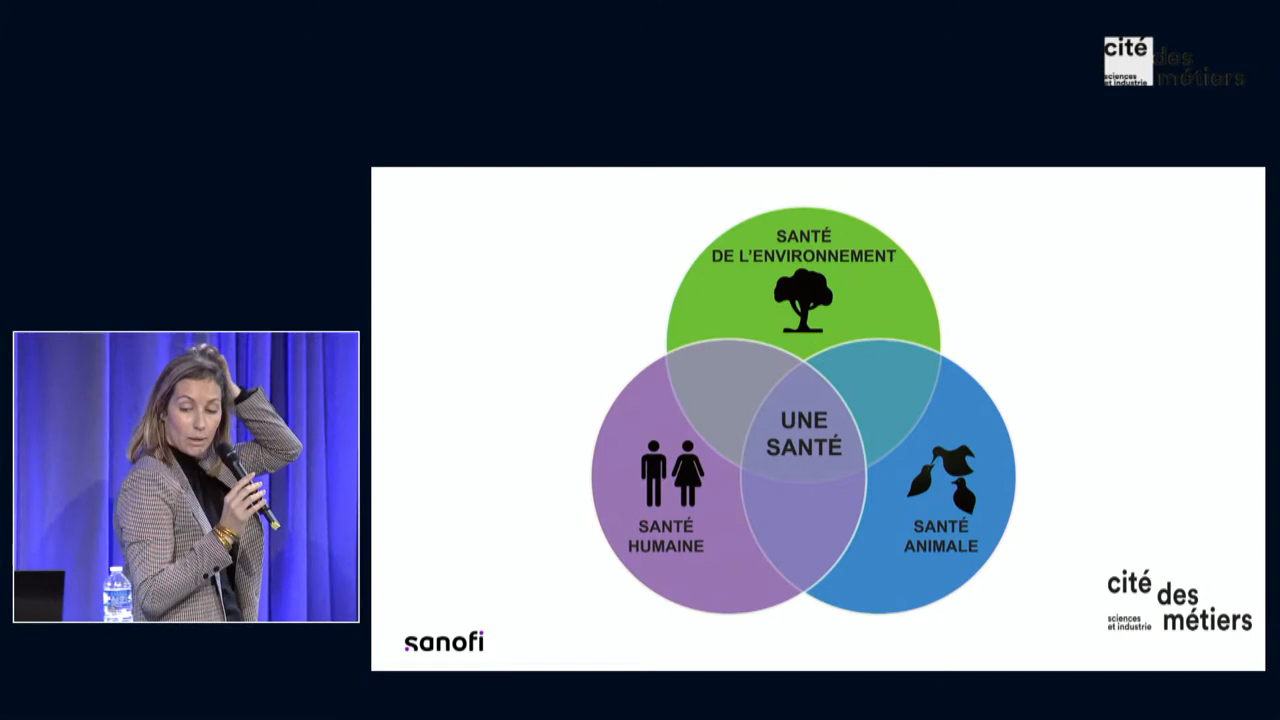 cité
des
sciences
et industrie
métiers
SANTÉ
DE L'ENVIRONNEMENT
UNE
SANTÉ
SANTÉ
HUMAINE
SANTÉ
ANIMALE
cité
des
sciences
et industrie
métiers
sanofi